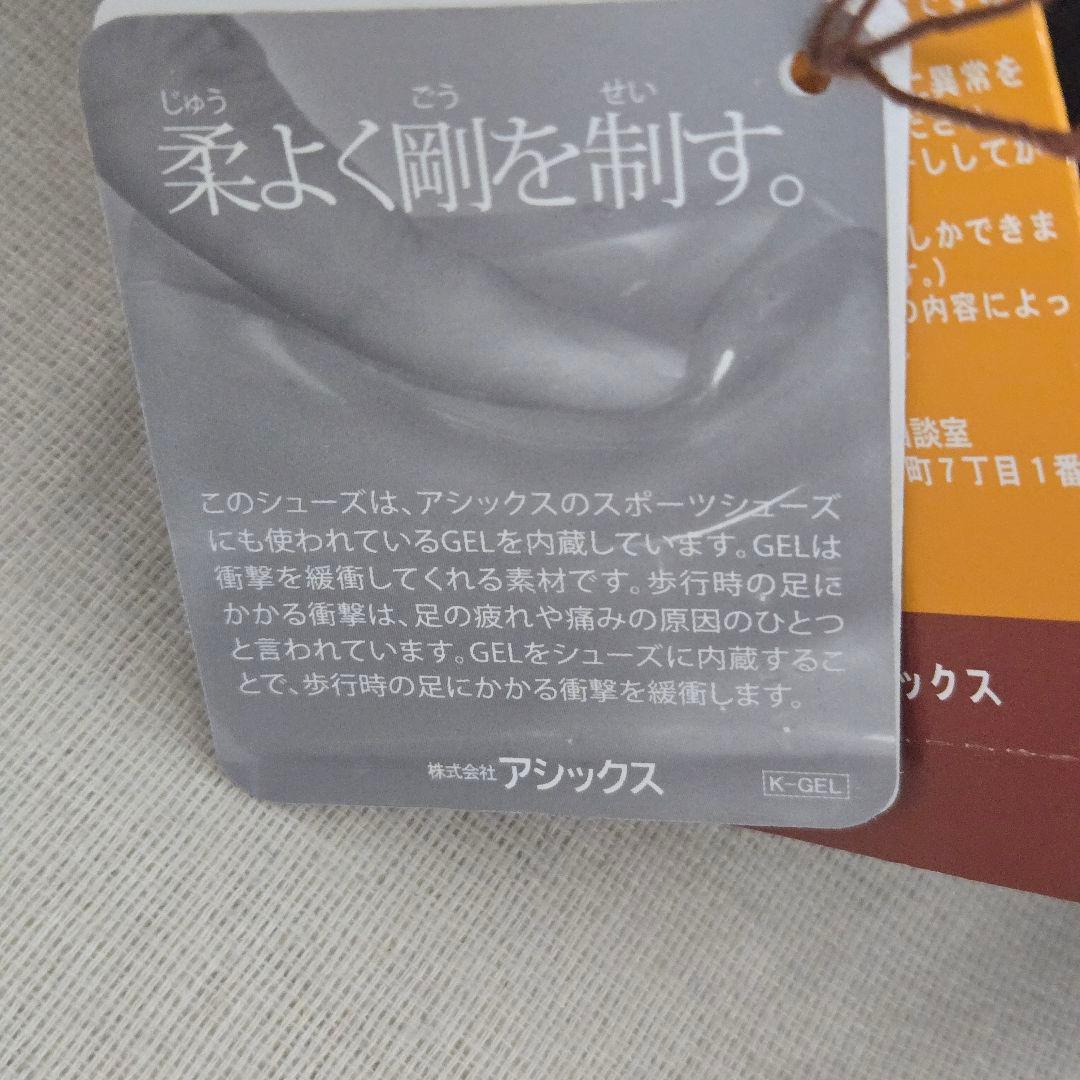 じゅう ごう せい
柔よく剛を制す。
このシューズは、アシックスのスポーツシューズ
にも使われているGELを内蔵しています。GELは
衝撃を緩衝してくれる素材です。歩行時の足に
かかる衝撃は、足の疲れや痛みの原因のひとつ
と言われています。GELをシューズに内蔵するこ
とで、歩行時の足にかかる衝撃を緩衝します。
株式会社アシックス
K-GEL
異常を
ししてか
しかできま
す。)
の内容によっ
談室
町7丁目1番
ックス